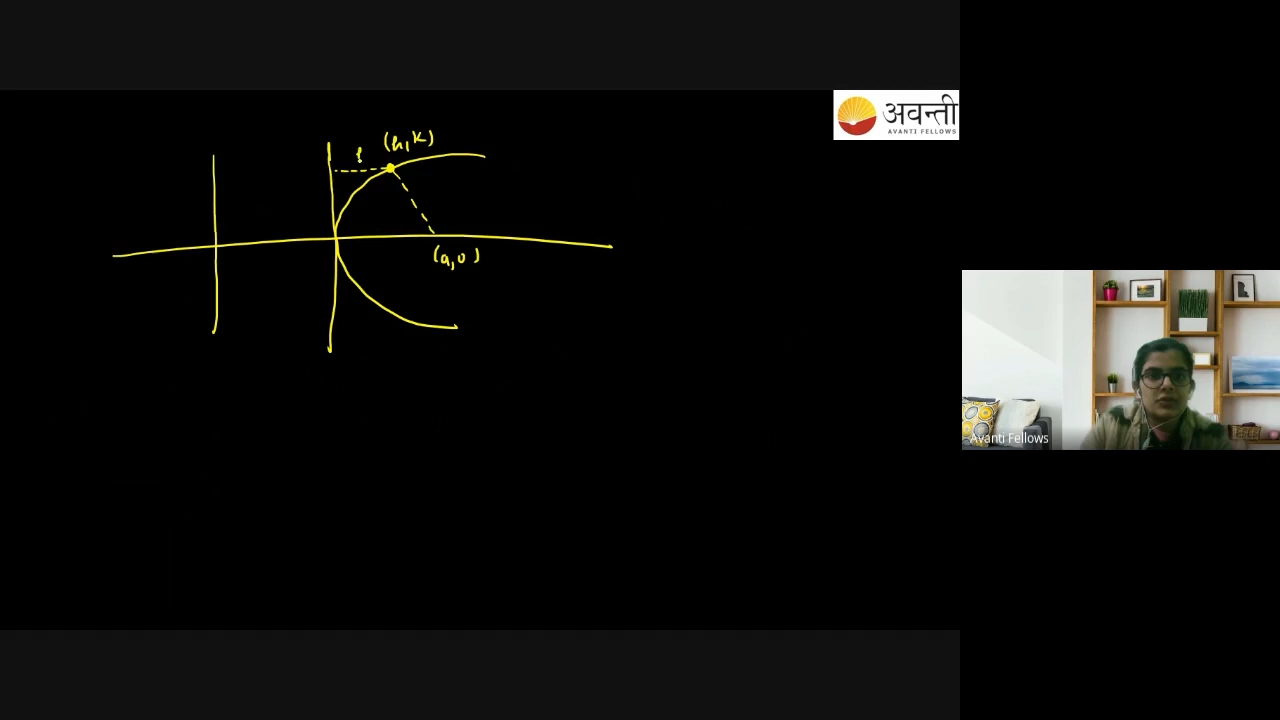 अवन्ती
AVANTI FELLOWS
(h,k)
(a,0)
Avanti Fellows